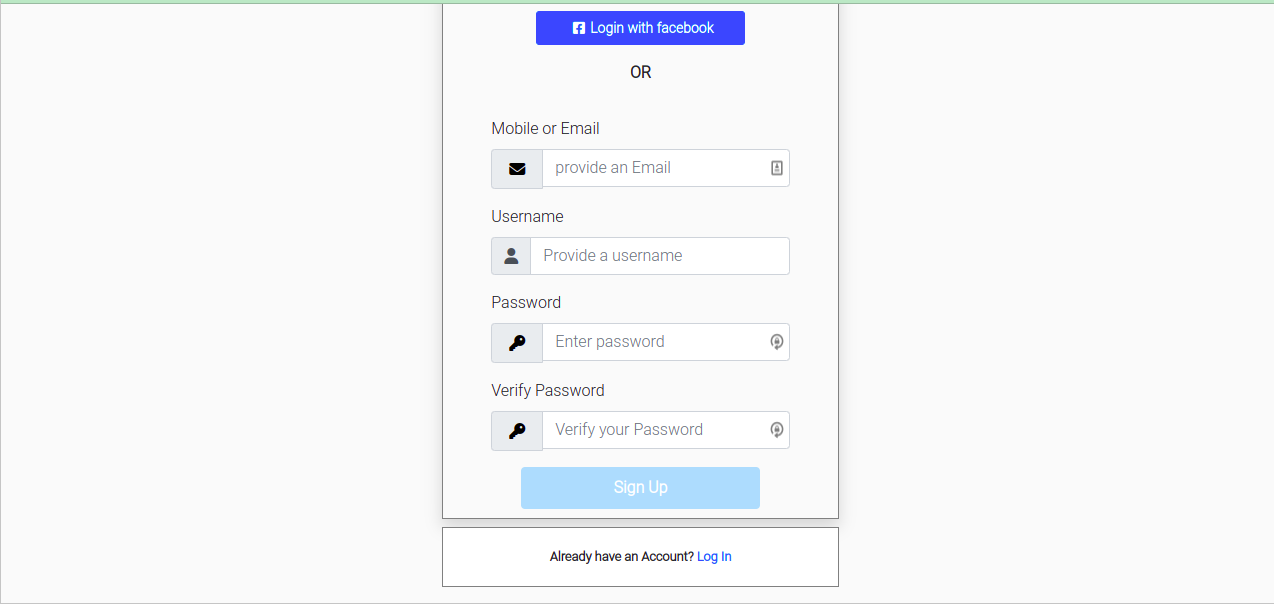 Login with facebook
OR
Mobile or Email
provide an Email
Username
Provide a username
Password
Enter password
Verify Password
Verify your Password
Sign Up
Already have an Account? Log In